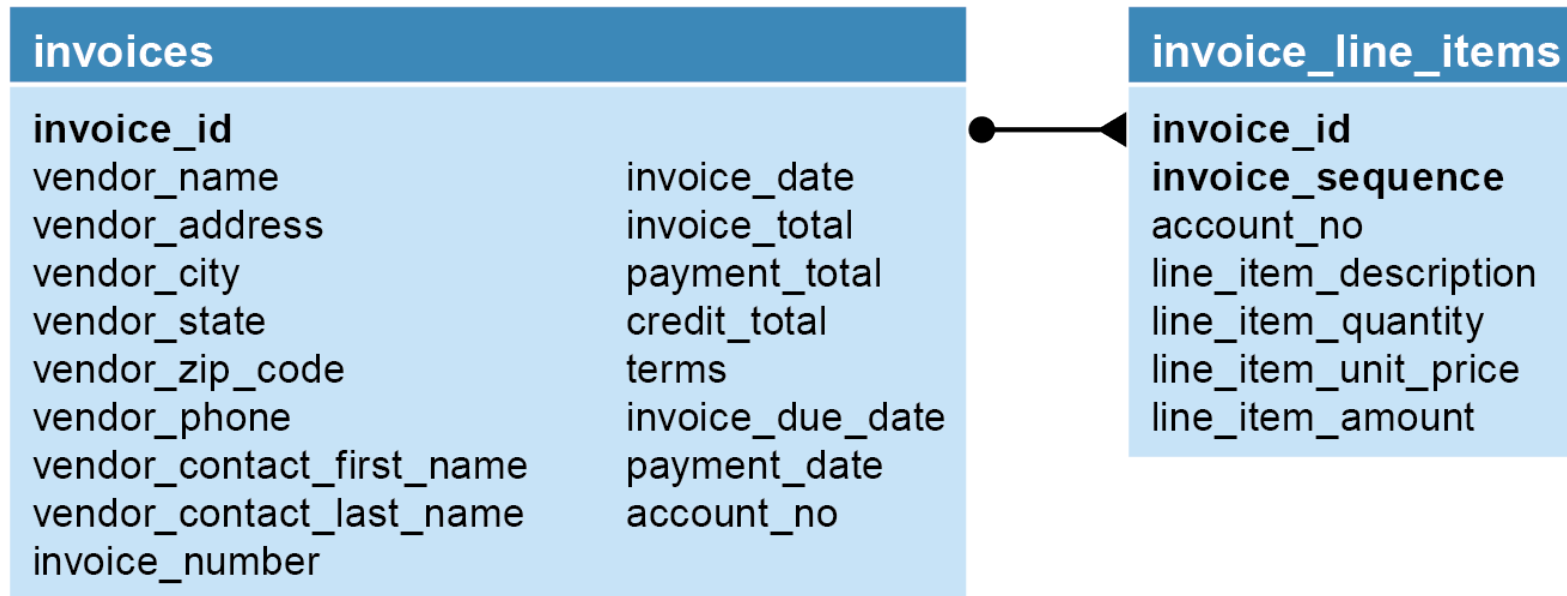 invoices
invoice_id
vendor_name
vendor_address
vendor_city
vendor_state
vendor_zip_code
vendor_phone
vendor_contact_first_name
vendor_contact_last_name
invoice_number
invoice_date
invoice_total
payment_total
credit_total
terms
invoice_due_date
payment_date
account_no
invoice_line_items
invoice_id
invoice_sequence
account_no
line_item_description
line_item_quantity
line_item_unit_price
line_item_amount